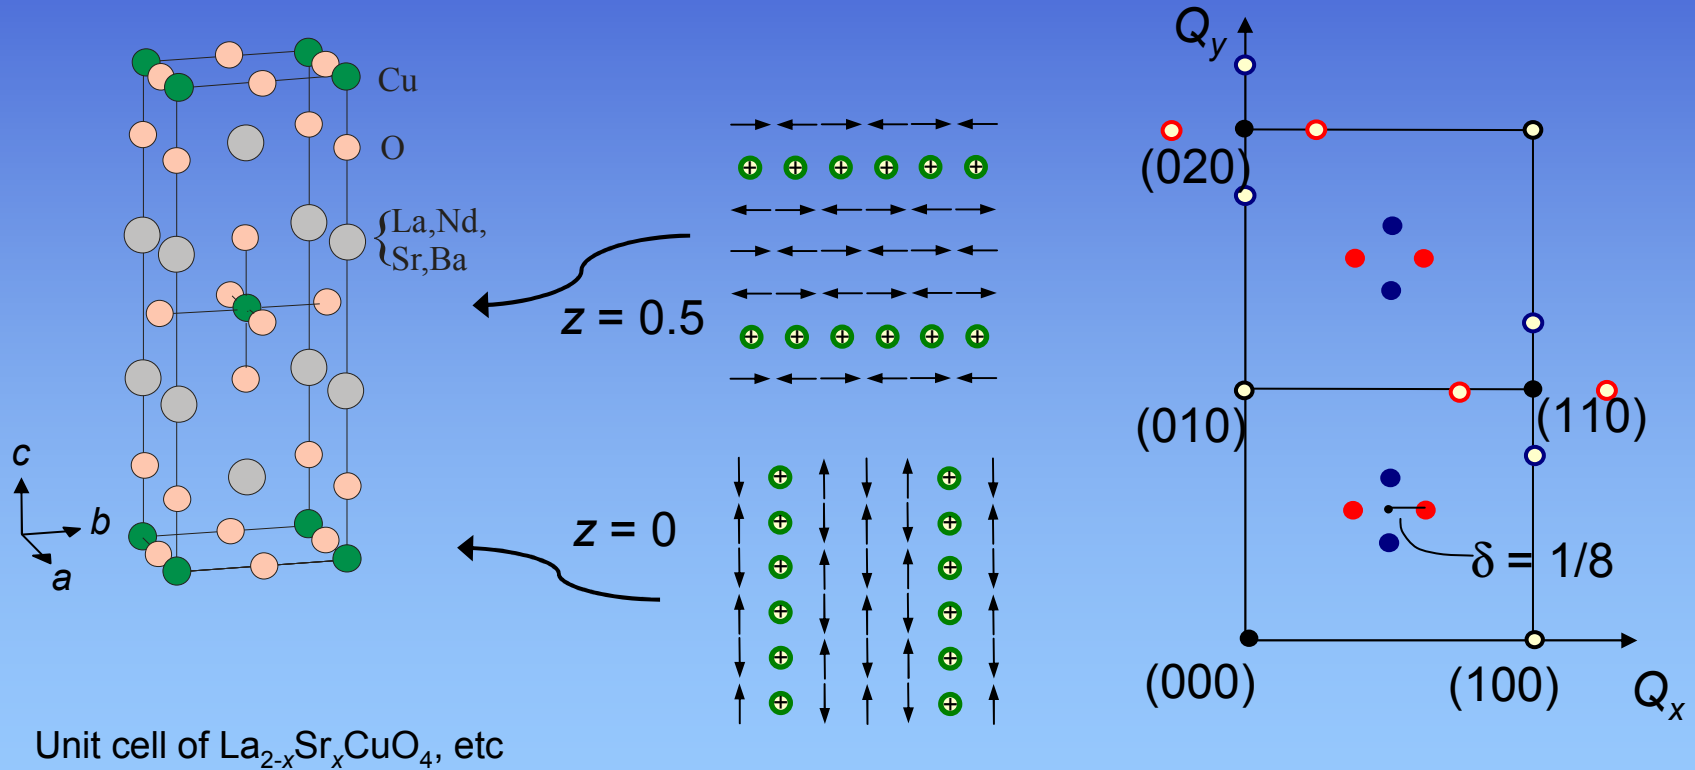 Cu
O
La,Nd,
Sr,Ba
c
b
a
z = 0.5
z = 0
Unit cell of La2-xSrxCuO4, etc
Qy
(020)
(010)
(110)
δ = 1/8
(000)
(100)
Qx